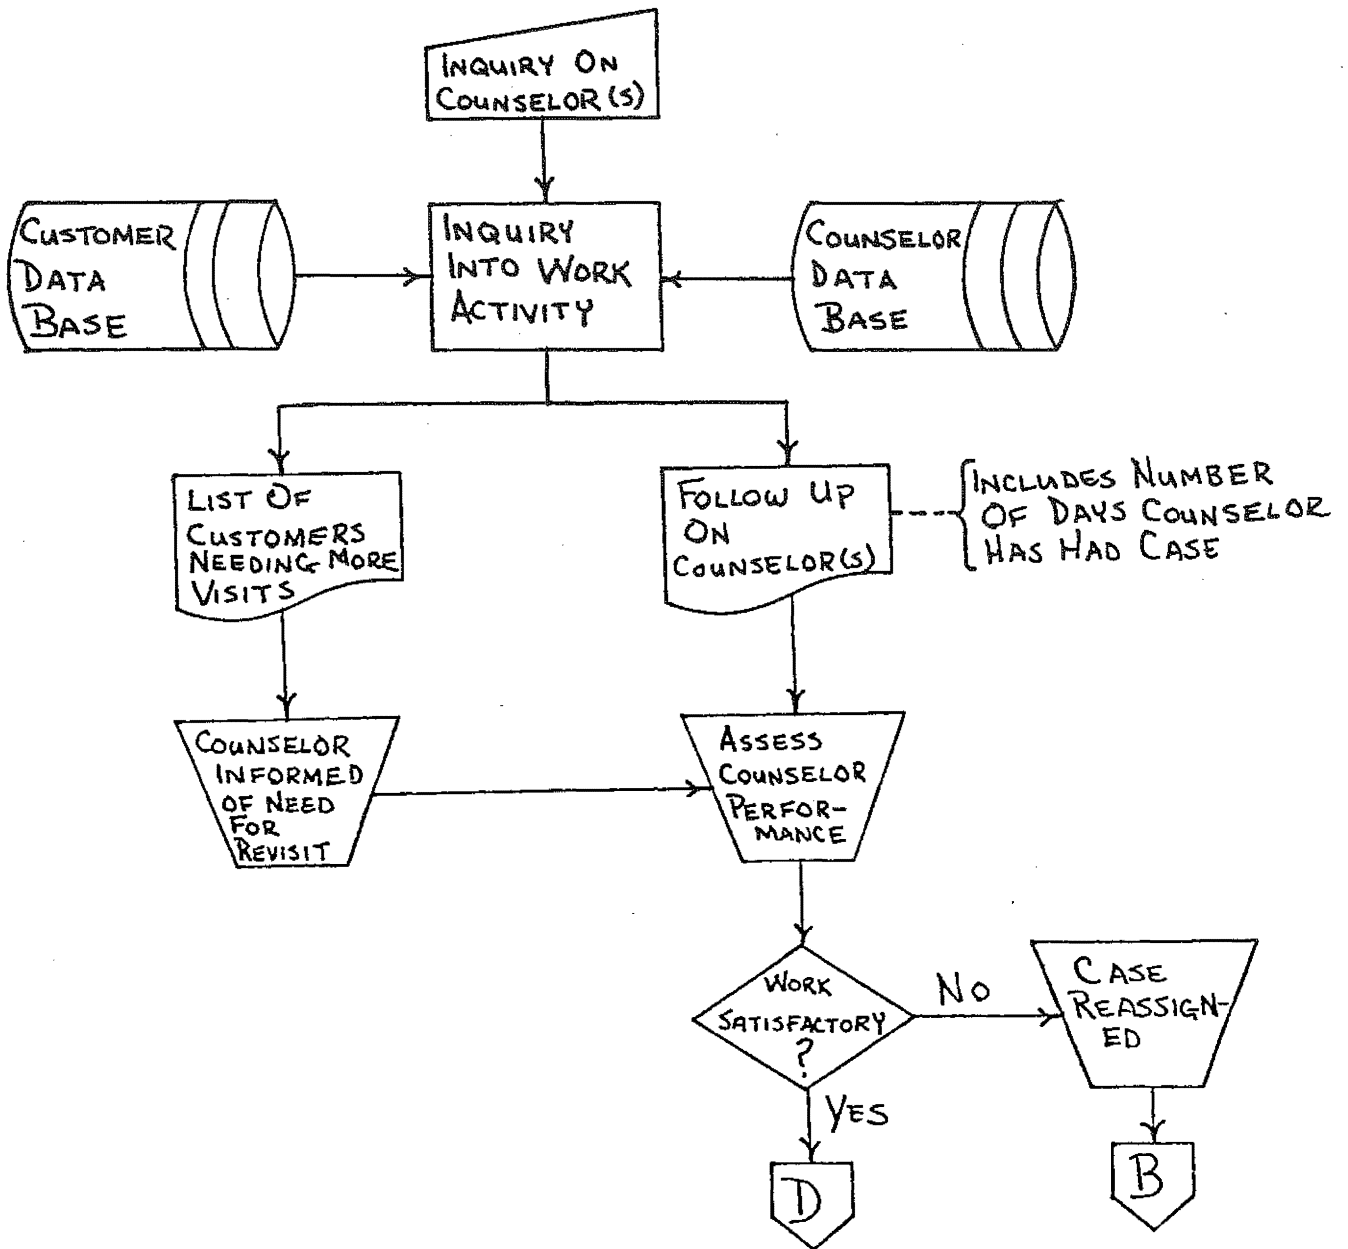 INQUIRY ON
COUNSELOR(S)
CUSTOMER
DATA
BASE
INQUIRY
INTO WORK
ACTIVITY
COUNSELOR
DATA
BASE
LIST OF
CUSTOMERS
NEEDING MORE
VISITS
FOLLOW UP
ON
COUNSELOR(S)
INCLUDES NUMBER
OF DAYS COUNSELOR
HAS HAD CASE
COUNSELOR
INFORMED
OF NEED
FOR
REVISIT
ASSESS
COUNSELOR
PERFOR-
MANCE
WORK
SATISFACTORY
?
NO
CASE
REASSIGN-
ED
YES
D
B